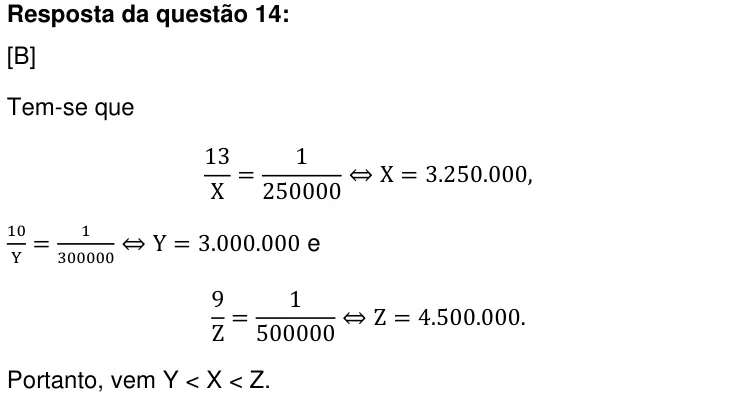 Resposta da questão 14:
[B]
Tem-se que
13/X = 1/250000 ⇔ X = 3.250.000,
10/Y = 1/300000 ⇔ Y = 3.000.000 e
9/Z = 1/500000 ⇔ Z = 4.500.000.
Portanto, vem Y < X < Z.